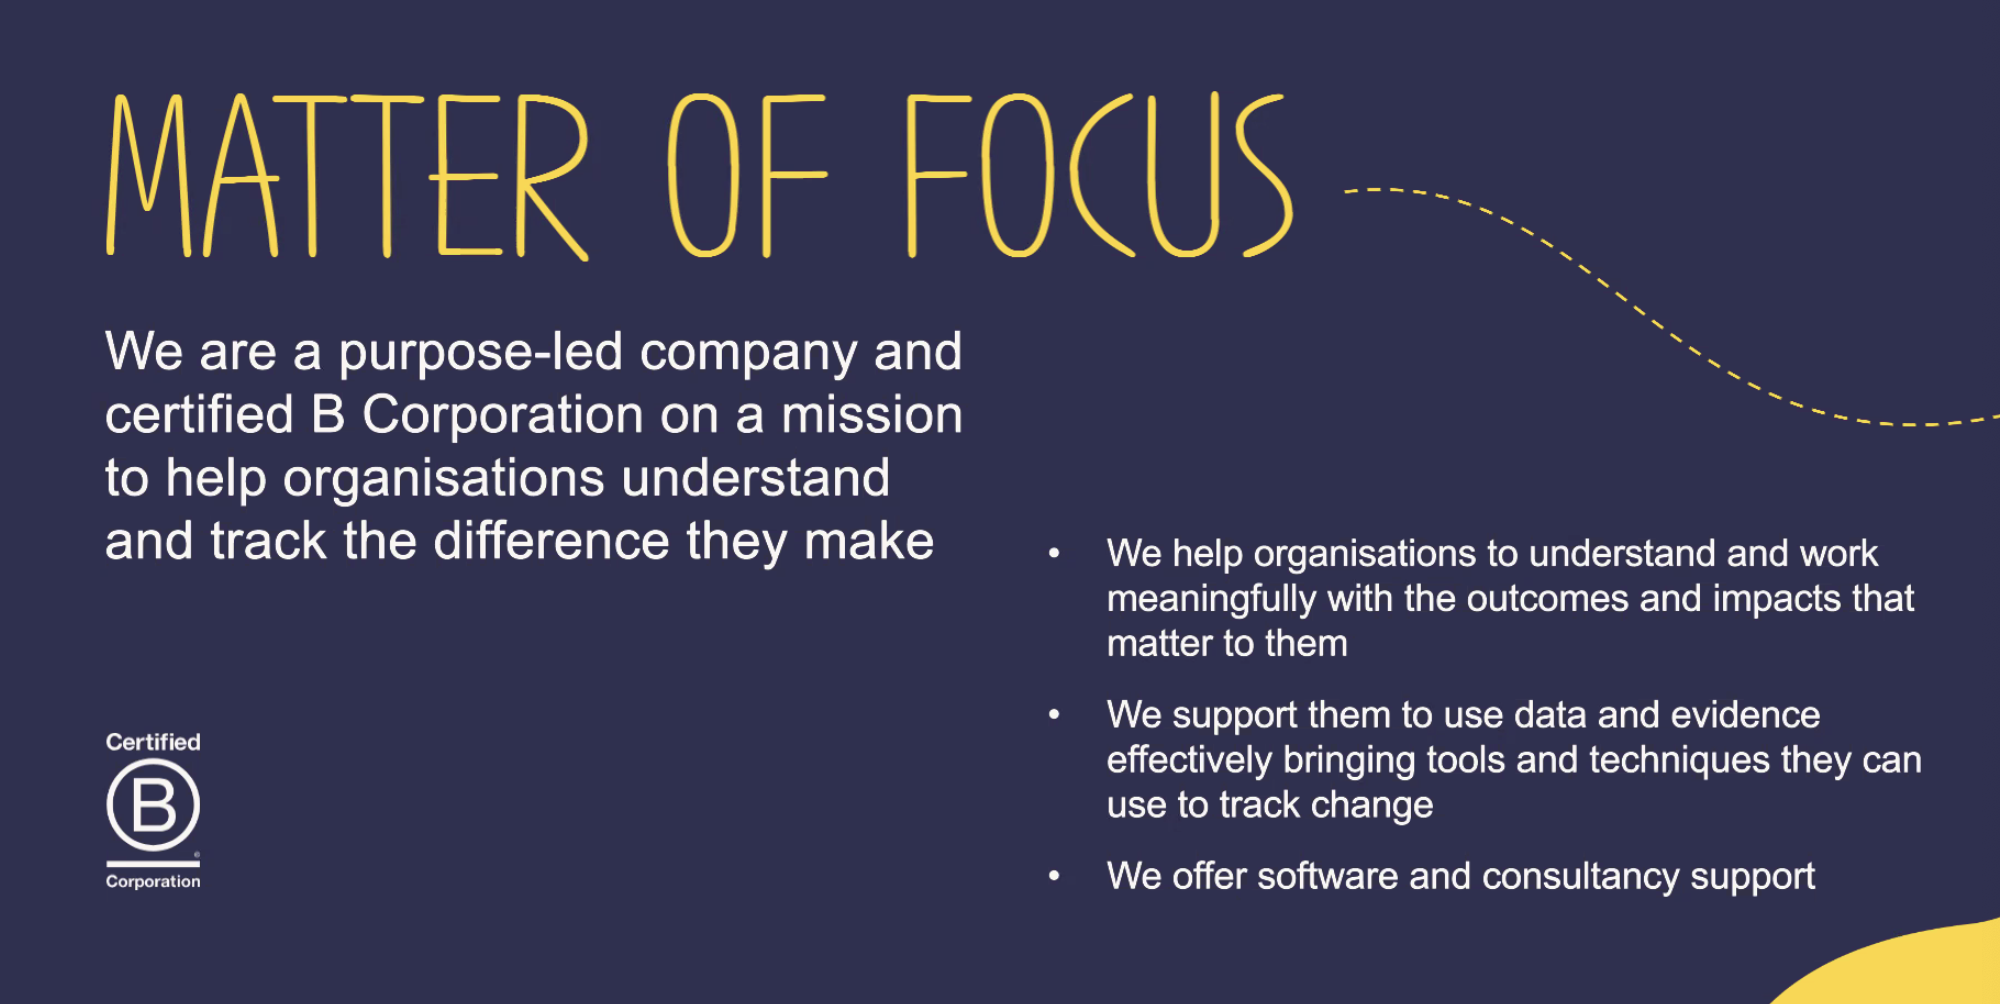 MATTER OF FOCUS
We are a purpose-led company and
certified B Corporation on a mission
to help organisations understand
and track the difference they make
• We help organisations to understand and work
meaningfully with the outcomes and impacts that
matter to them
• We support them to use data and evidence
effectively bringing tools and techniques they can
use to track change
• We offer software and consultancy support
Certified
B
®
Corporation